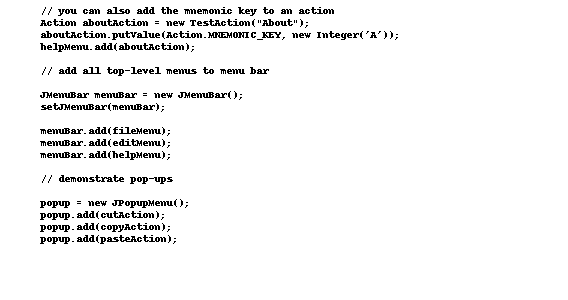 // you can also add the mnemonic key to an action
Action aboutAction = new TestAction("About");
aboutAction.putValue(Action.MNEMONIC_KEY, new Integer('A'));
helpMenu.add(aboutAction);
// add all top-level menus to menu bar
JMenuBar menuBar = new JMenuBar();
setJMenuBar(menuBar);
menuBar.add(fileMenu);
menuBar.add(editMenu);
menuBar.add(helpMenu);
// demonstrate pop-ups
popup = new JPopupMenu();
popup.add(cutAction);
popup.add(copyAction);
popup.add(pasteAction);